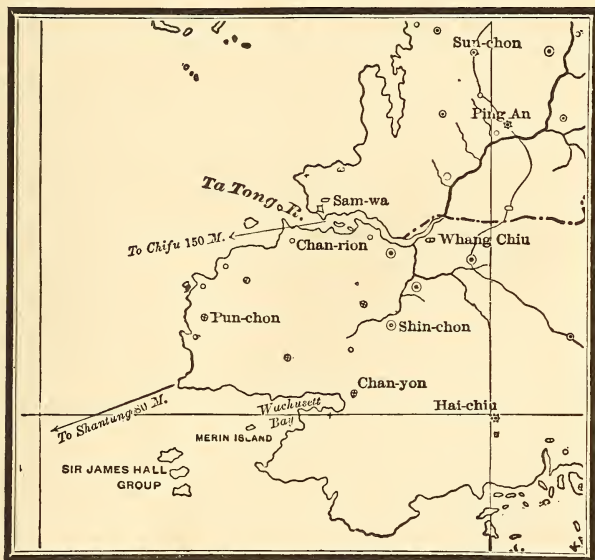 Sun-chon
Ping An
Ta Tong R.
Sam-wa
To Chifu 150 M.
Chan-rion
Whang Chiu
Pun-chon
Shin-chon
Chan-yon
Wachusett
Bay
Hai-chiu
To Shantung 80 M.
MERIN ISLAND
SIR JAMES HALL
GROUP